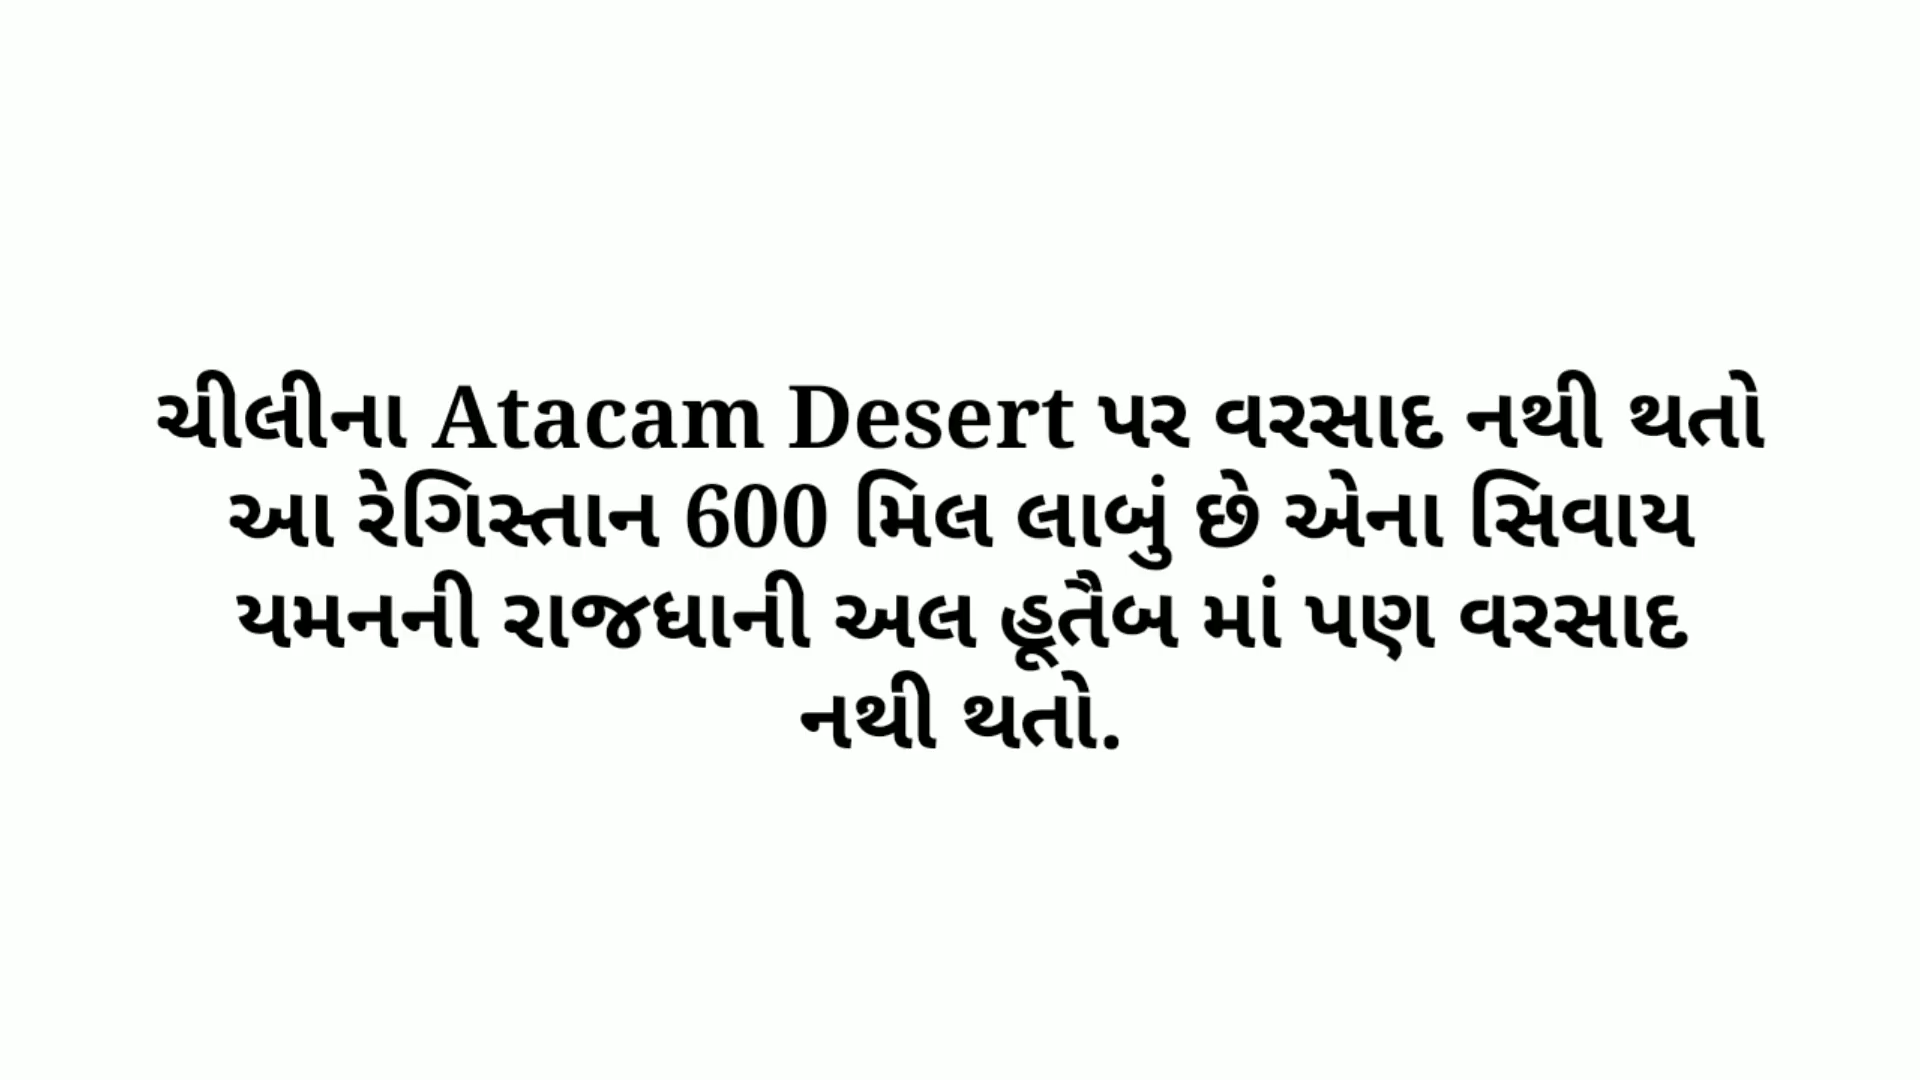 ચીલીના Atacam Desert પર વરસાદ નથી થતો
આ રેગિસ્તાન 600 મિલ લાબું છે એના સિવાય
યમનની રાજધાની અલ હૂતૈબ માં પણ વરસાદ
નથી થતો.